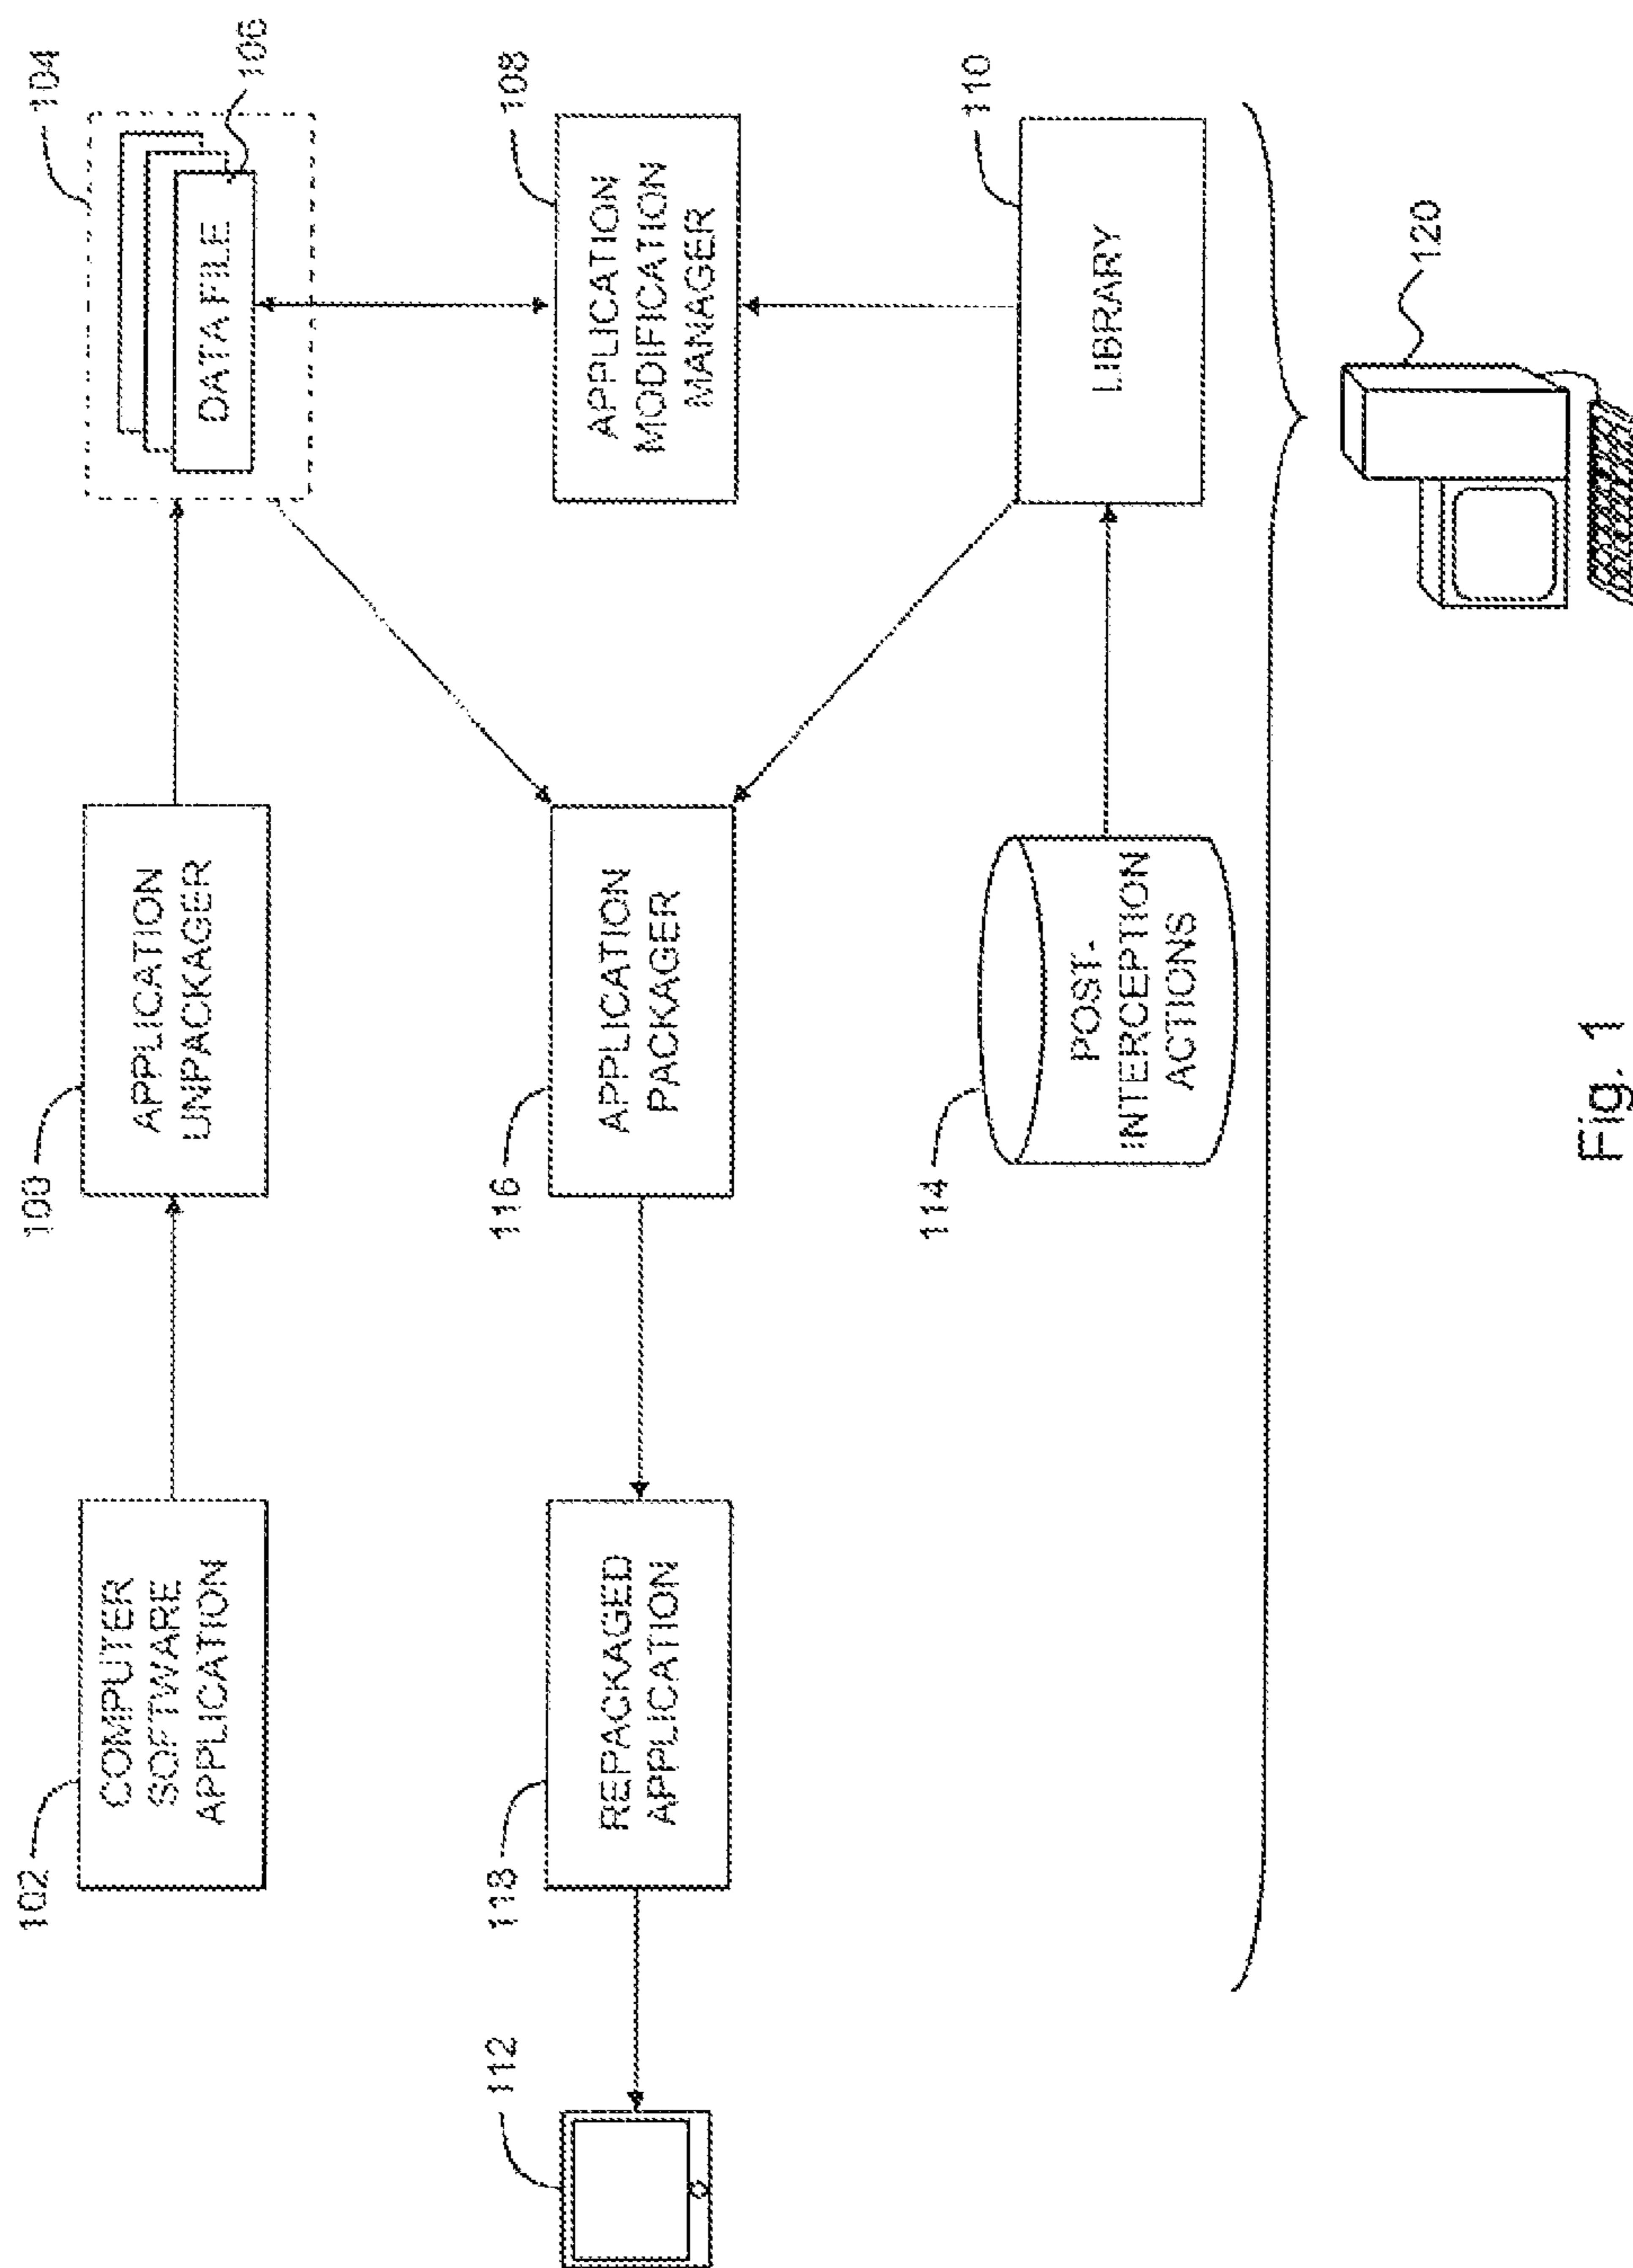 102
COMPUTER
SOFTWARE
APPLICATION
100
APPLICATION
UNPACKAGER
104
DATA FILE
106
112
118
REPACKAGED
APPLICATION
116
APPLICATION
PACKAGER
108
APPLICATION
MODIFICATION
MANAGER
114
POST-
INTERCEPTION
ACTIONS
110
LIBRARY
120
Fig. 1